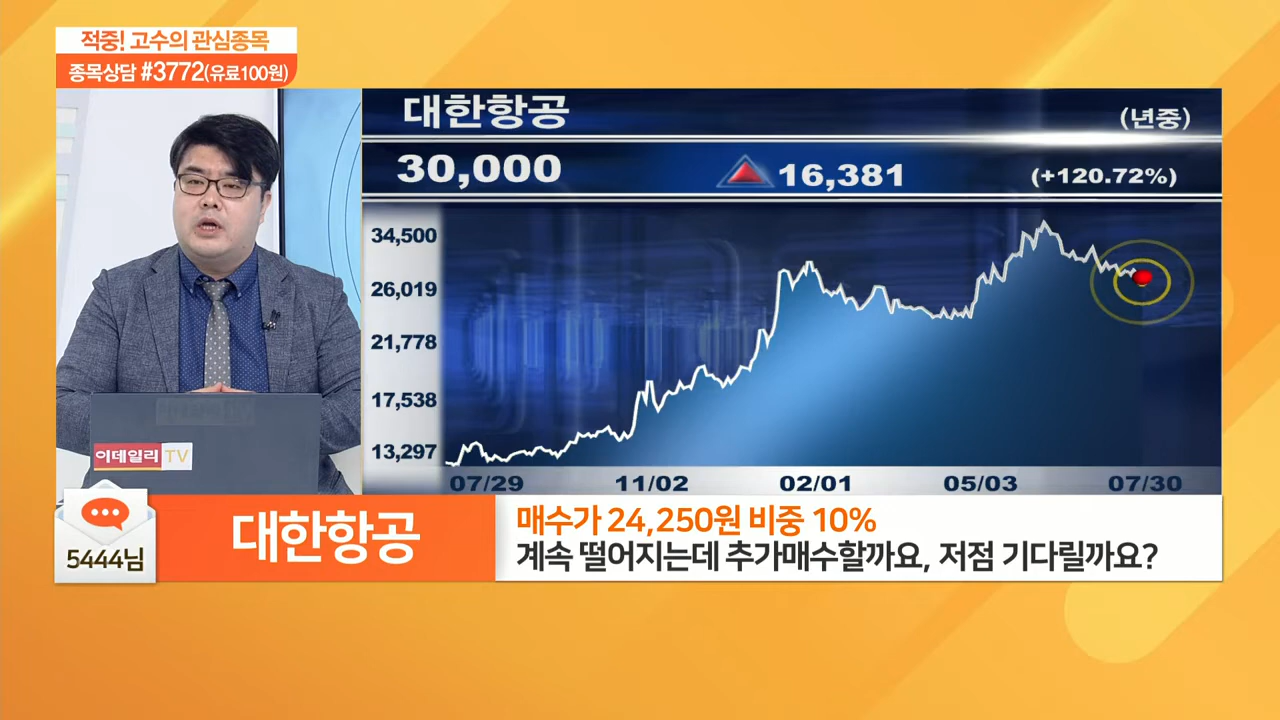 적중! 고수의 관심종목
종목상담 #3772(유료100원)
대한항공
(년중)
30,000
16,381
(+120.72%)
34,500
26,019
21,778
17,538
13,297
07/29
11/02
02/01
05/03
07/30
이데일리 TV
5444님
대한항공
매수가 24,250원 비중 10%
계속 떨어지는데 추가매수할까요, 저점 기다릴까요?